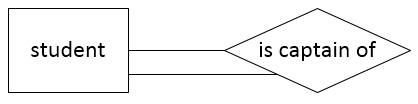 student
is captain of